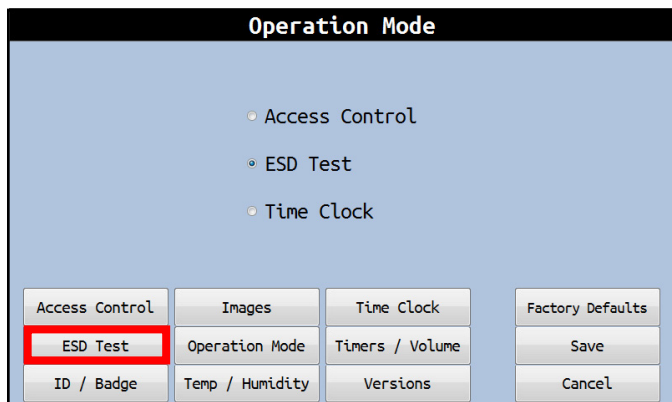 Operation Mode
Access Control
ESD Test
Time Clock
Access Control Images Time Clock Factory Defaults
ESD Test Operation Mode Timers / Volume Save
ID / Badge Temp / Humidity Versions Cancel